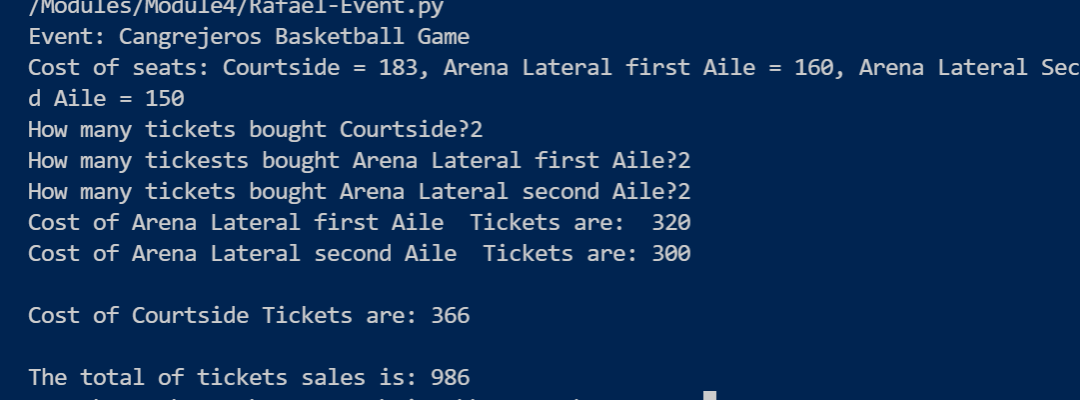 /Modules/Module4/Rafael-Event.py
Event: Cangrejeros Basketball Game
Cost of seats: Courtside = 183, Arena Lateral first Aile = 160, Arena Lateral Sec
d Aile = 150
How many tickets bought Courtside?2
How many tickests bought Arena Lateral first Aile?2
How many tickets bought Arena Lateral second Aile?2
Cost of Arena Lateral first Aile  Tickets are:  320
Cost of Arena Lateral second Aile  Tickets are: 300
Cost of Courtside Tickets are: 366
The total of tickets sales is: 986